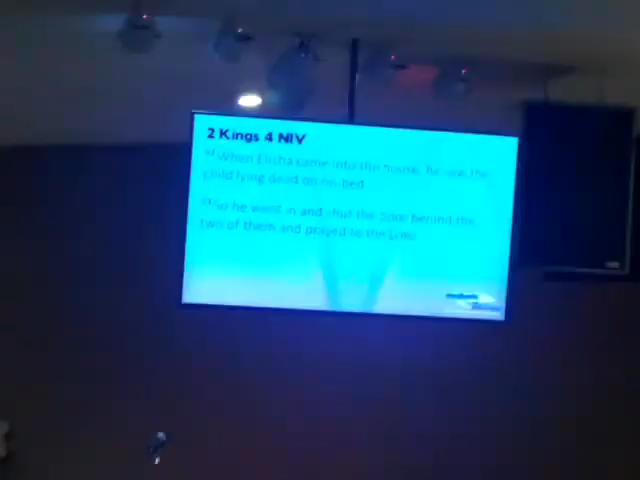 2 Kings 4 NIV
When Elisha came into the house, he saw the
child lying dead on his bed
So he went in and shut the door behind the
two of them and prayed to the LORD